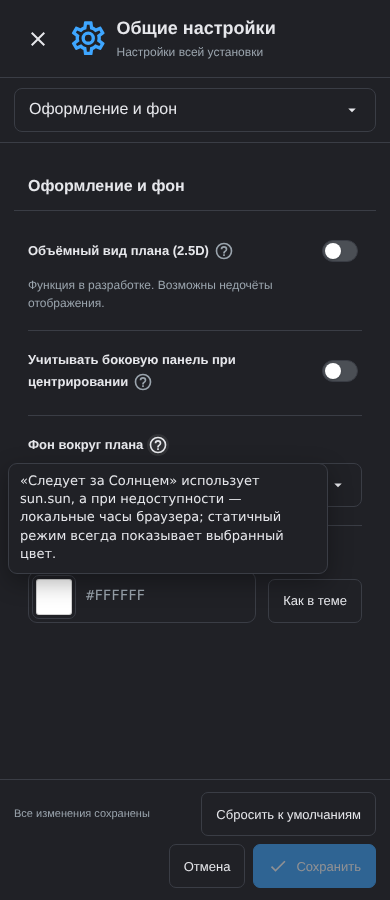 Общие настройки
Настройки всей установки
Оформление и фон
Оформление и фон
Объёмный вид плана (2.5D)
Функция в разработке. Возможны недочёты
отображения.
Учитывать боковую панель при
центрировании
Фон вокруг плана
«Следует за Солнцем» использует
sun.sun, а при недоступности —
локальные часы браузера; статичный
режим всегда показывает выбранный
цвет.
#FFFFFF
Как в теме
Все изменения сохранены
Сбросить к умолчаниям
Отмена
Сохранить